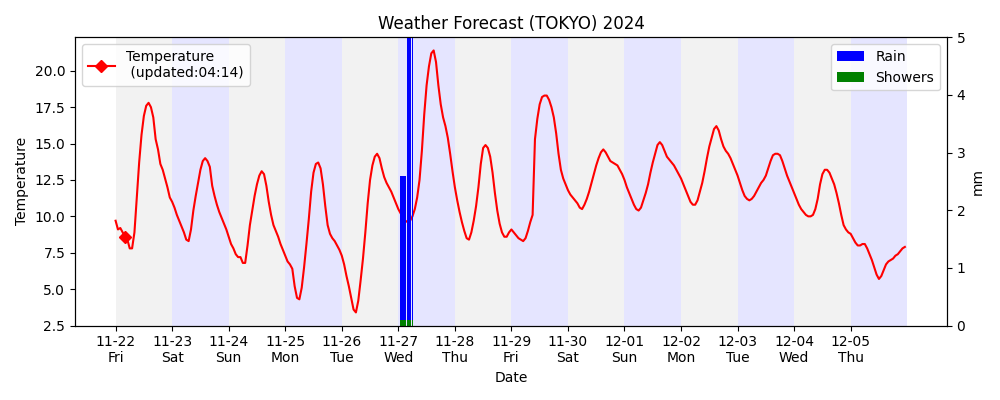 Weather Forecast (TOKYO) 2024
Temperature
(updated:04:14)
Rain
Showers
Temperature
20.0
17.5
15.0
12.5
10.0
7.5
5.0
2.5
5
4
3
2
1
0
mm
11-22 11-23 11-24 11-25 11-26 11-27 11-28 11-29 11-30 12-01 12-02 12-03 12-04 12-05
Fri Sat Sun Mon Tue Wed Thu Fri Sat Sun Mon Tue Wed Thu
Date